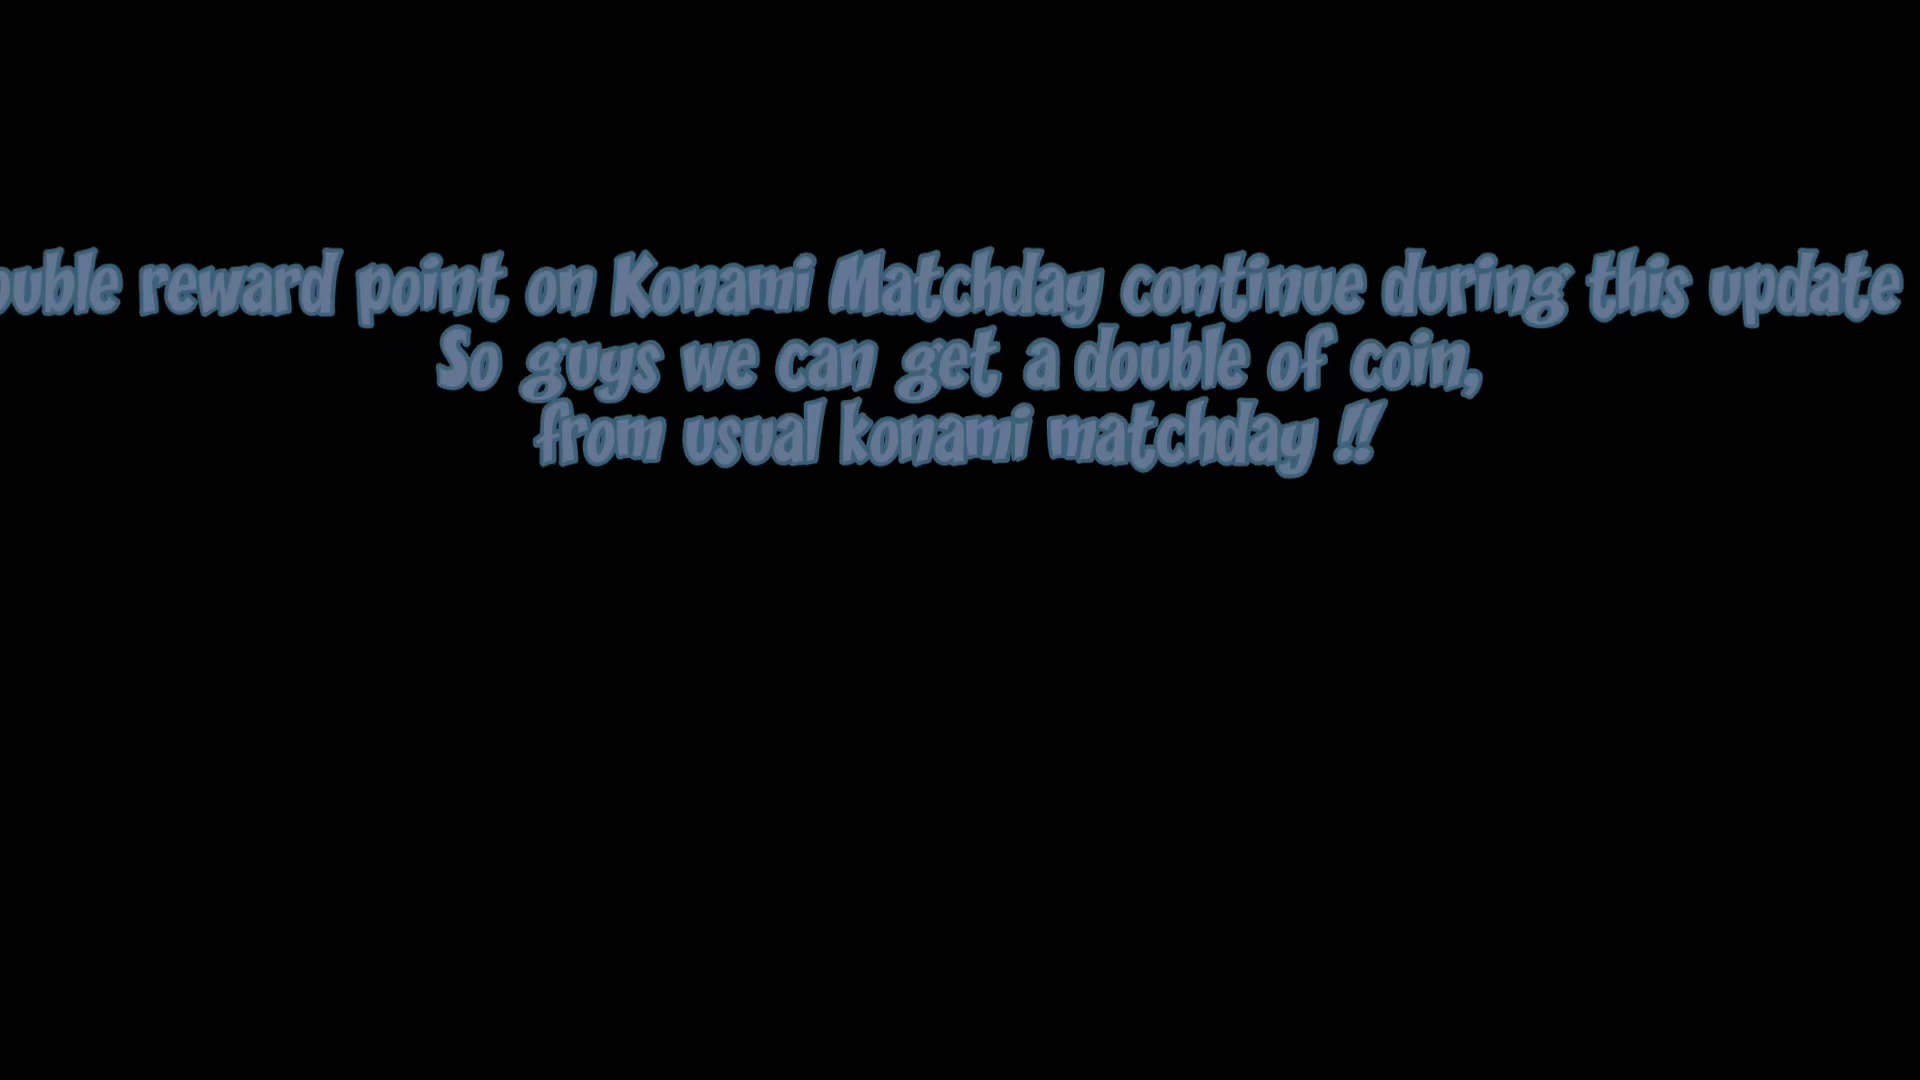 ouble reward point on Konami Matchday continue during this update
So guys we can get a double of coin,
from usual konami matchday !!